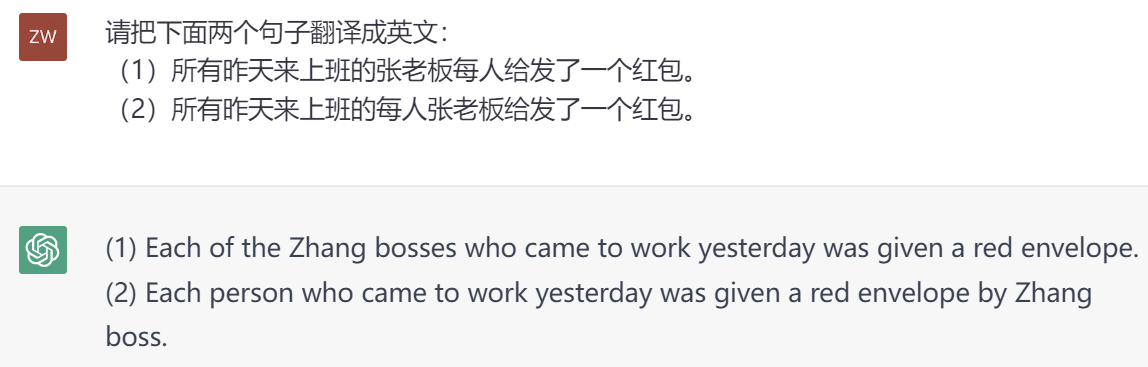 ZW
请把下面两个句子翻译成英文：
（1）所有昨天来上班的张老板每人给发了一个红包。
（2）所有昨天来上班的每人张老板给发了一个红包。
(1) Each of the Zhang bosses who came to work yesterday was given a red envelope.
(2) Each person who came to work yesterday was given a red envelope by Zhang
boss.